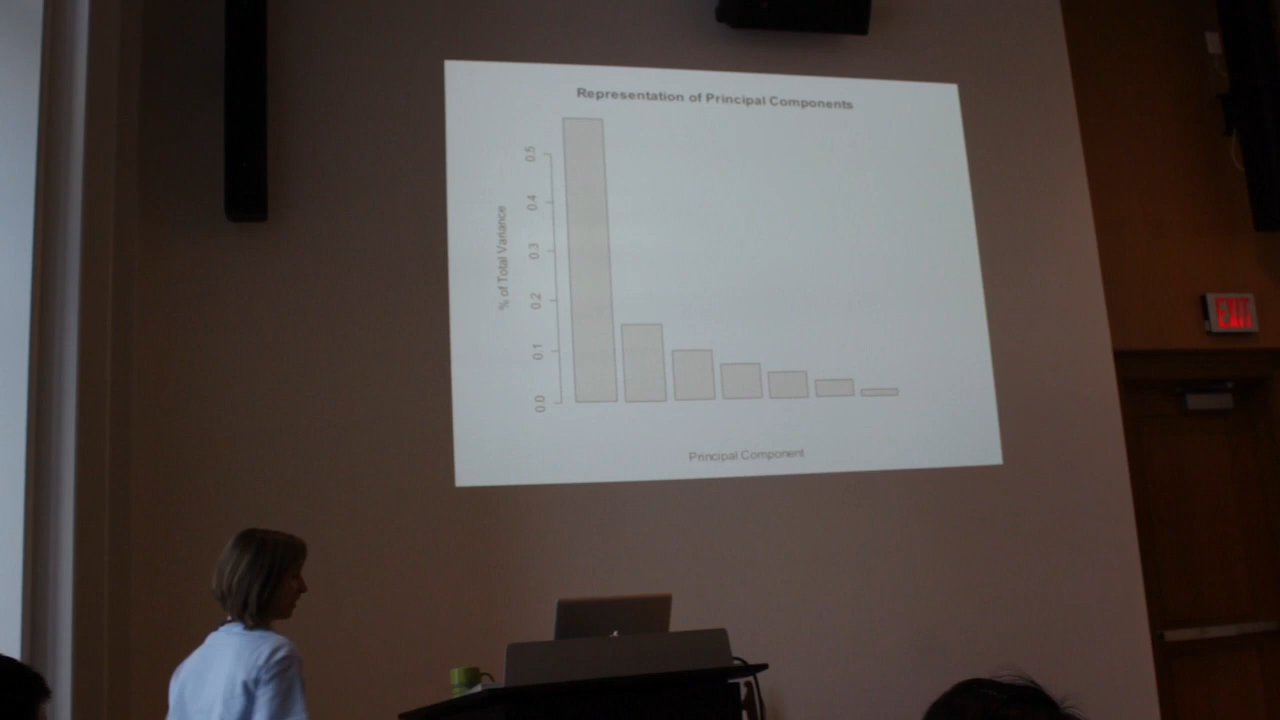 Representation of Principal Components
% of Total Variance
0.5
0.4
0.3
0.2
0.1
0.0
Principal Component
EXIT